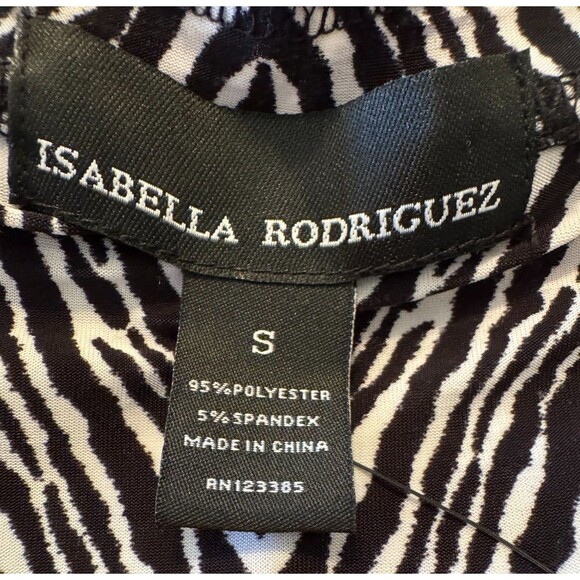 ISABELLA RODRIGUEZ
S
95%POLYESTER
5%SPANDEX
MADE IN CHINA
RN123385